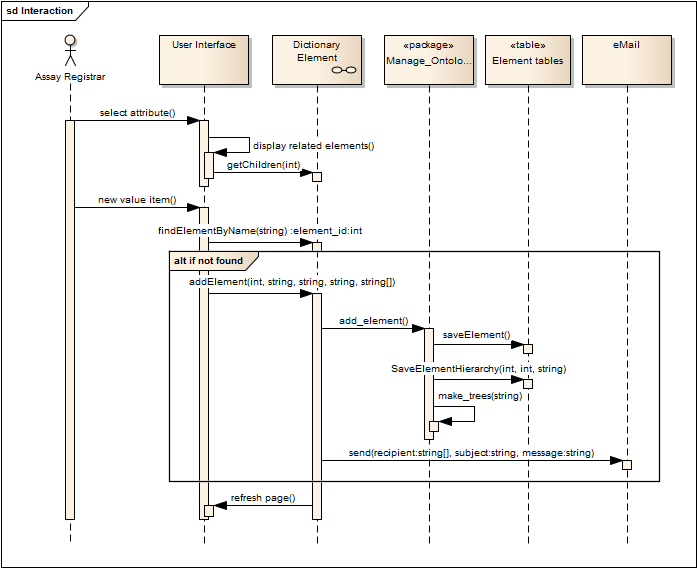 sd Interaction
Assay Registrar
User Interface
Dictionary
Element
«package»
Manage_Ontolo...
«table»
Element tables
eMail
select attribute()
display related elements()
getChildren(int)
new value item()
findElementByName(string) :element_id:int
alt if not found
addElement(int, string, string, string, string[])
add_element()
saveElement()
SaveElementHierarchy(int, int, string)
make_trees(string)
send(recipient:string[], subject:string, message:string)
refresh page()